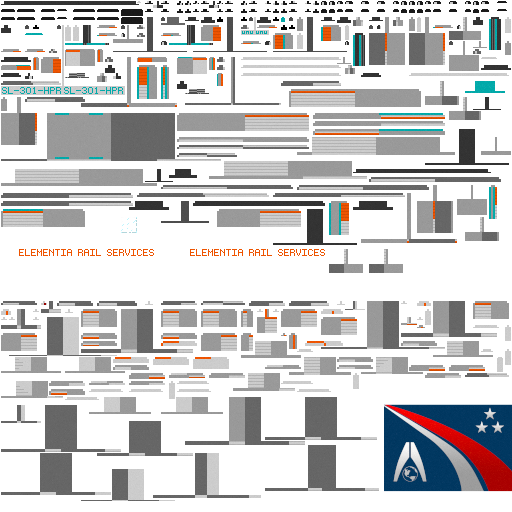 SL-301-HPR SL-301-HPR
ELEMENTIA RAIL SERVICES ELEMENTIA RAIL SERVICES